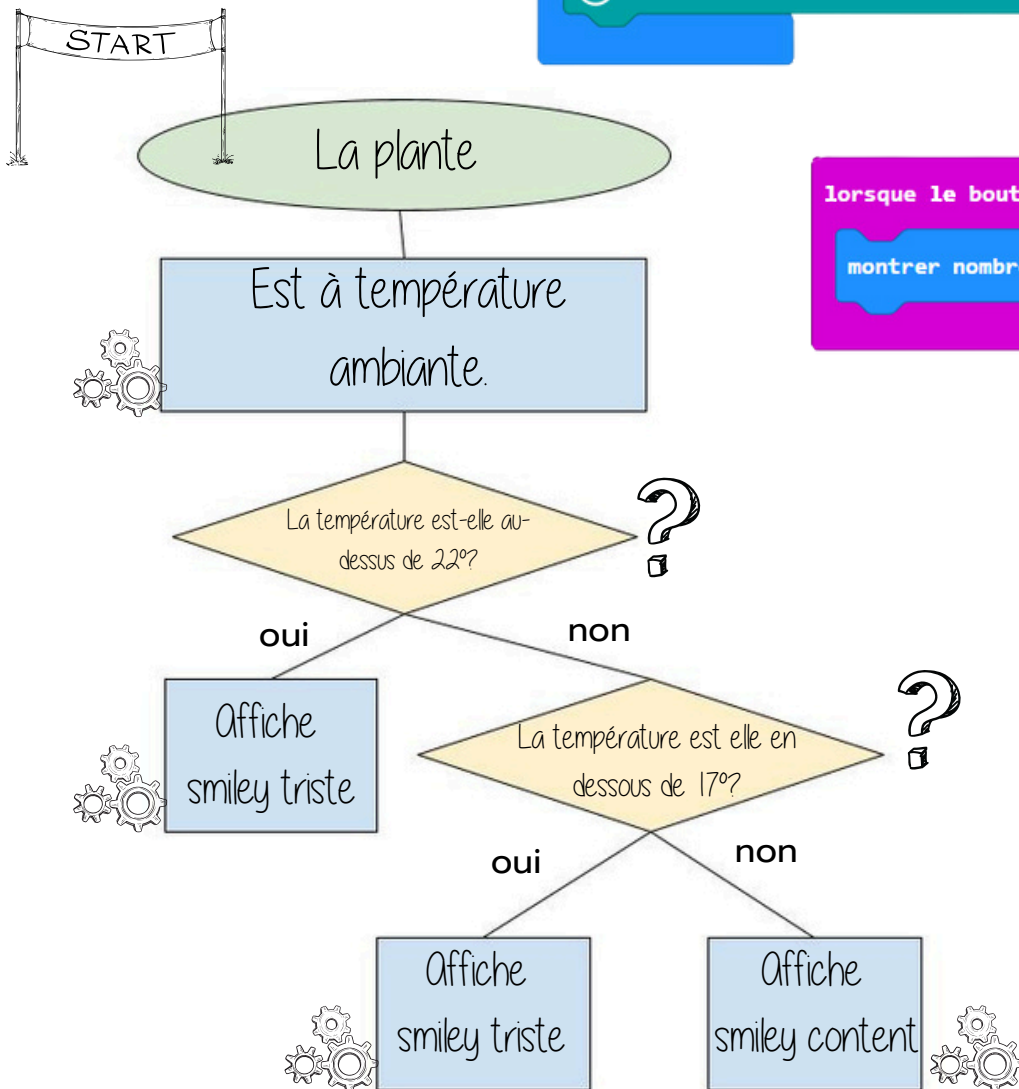 START
La plante
lorsque le bout
montrer nombr
Est à température
ambiante.
La température est-elle au-
dessus de 22°?
?
oui
non
Affiche
smiley triste
La température est elle en
dessous de 17°?
?
oui
non
Affiche
smiley triste
Affiche
smiley content